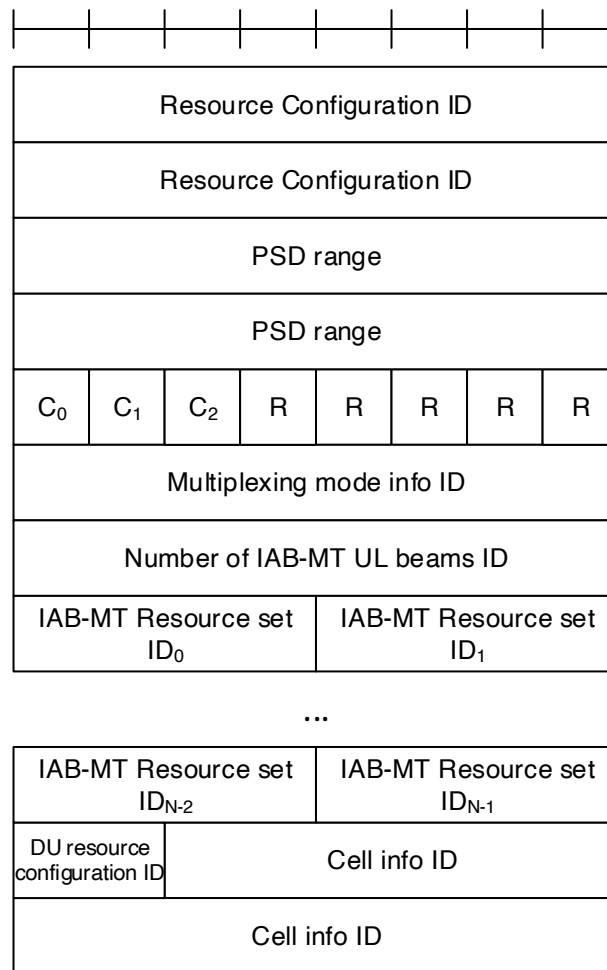 Resource Configuration ID
Resource Configuration ID
PSD range
PSD range
C₀ C₁ C₂ R R R R R
Multiplexing mode info ID
Number of IAB-MT UL beams ID
IAB-MT Resource set
ID₀
IAB-MT Resource set
ID₁
...
IAB-MT Resource set
ID_N-2
IAB-MT Resource set
ID_N-1
DU resource
configuration ID
Cell info ID
Cell info ID